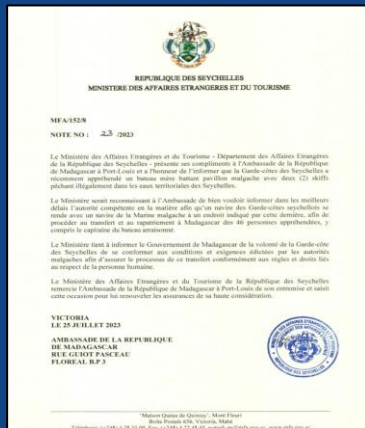 REPUBLIQUE DES SEYCHELLES
MINISTERE DES AFFAIRES ETRANGERES ET DU TOURISME
MFA/152/8
NOTE NO : 23 /2023
Le Ministère des Affaires Etrangères et du Tourisme - Département des Affaires Etrangères
de la République des Seychelles - présente ses compliments à l'Ambassade de la République
de Madagascar à Port-Louis et a l'honneur de l'informer que la Garde-côtes des Seychelles a
récemment appréhendé un bateau mère battant pavillon malgache avec deux (2) skiffs
pêchant illégalement dans les eaux territoriales des Seychelles.
Le Ministère serait reconnaissant à l'Ambassade de bien vouloir informer dans les meilleurs
délais l'autorité compétente en la matière afin qu'un navire des Garde-côtes seychellois se
rende avec un navire de la Marine malgache à un endroit indiqué par cette dernière, afin de
procéder au transfert et au rapatriement à Madagascar des 46 personnes appréhendées, y
compris le capitaine du bateau arraisonné.
Le Ministère tient à informer le Gouvernement de Madagascar de la volonté de la Garde-côte
des Seychelles de se conformer aux conditions et exigences édictées par les autorités
malgaches afin d'assurer le processus de ce transfert conformément aux règles et droits liés
au respect de la personne humaine.
Le Ministère des Affaires Etrangères et du Tourisme de la République des Seychelles
remercie l'Ambassade de la République de Madagascar à Port-Louis de son entremise et saisit
cette occasion pour lui renouveler les assurances de sa haute considération.
VICTORIA
LE 25 JUILLET 2023
AMBASSADE DE LA REPUBLIQUE
DE MADAGASCAR
RUE GUIOT PASCEAU
FLOREAL B.P 3
'Maison Quéau de Quinssy', Mont Fleuri
Boîte Postale 656, Victoria, Mahé